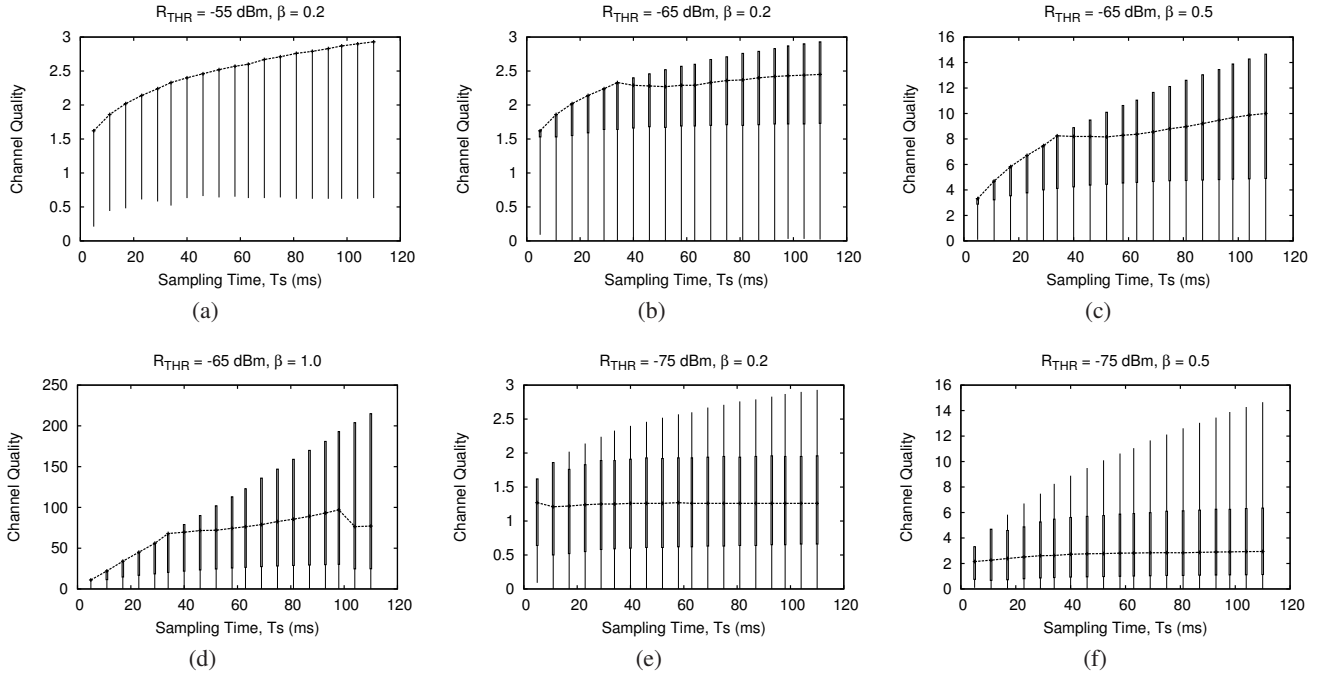 R_THR = -55 dBm, β = 0.2
Channel Quality
3
2.5
2
1.5
1
0.5
0
0 20 40 60 80 100 120
Sampling Time, Ts (ms)
(a)
R_THR = -65 dBm, β = 0.2
Channel Quality
3
2.5
2
1.5
1
0.5
0
0 20 40 60 80 100 120
Sampling Time, Ts (ms)
(b)
R_THR = -65 dBm, β = 0.5
Channel Quality
16
14
12
10
8
6
4
2
0
0 20 40 60 80 100 120
Sampling Time, Ts (ms)
(c)
R_THR = -65 dBm, β = 1.0
Channel Quality
250
200
150
100
50
0
0 20 40 60 80 100 120
Sampling Time, Ts (ms)
(d)
R_THR = -75 dBm, β = 0.2
Channel Quality
3
2.5
2
1.5
1
0.5
0
0 20 40 60 80 100 120
Sampling Time, Ts (ms)
(e)
R_THR = -75 dBm, β = 0.5
Channel Quality
16
14
12
10
8
6
4
2
0
0 20 40 60 80 100 120
Sampling Time, Ts (ms)
(f)